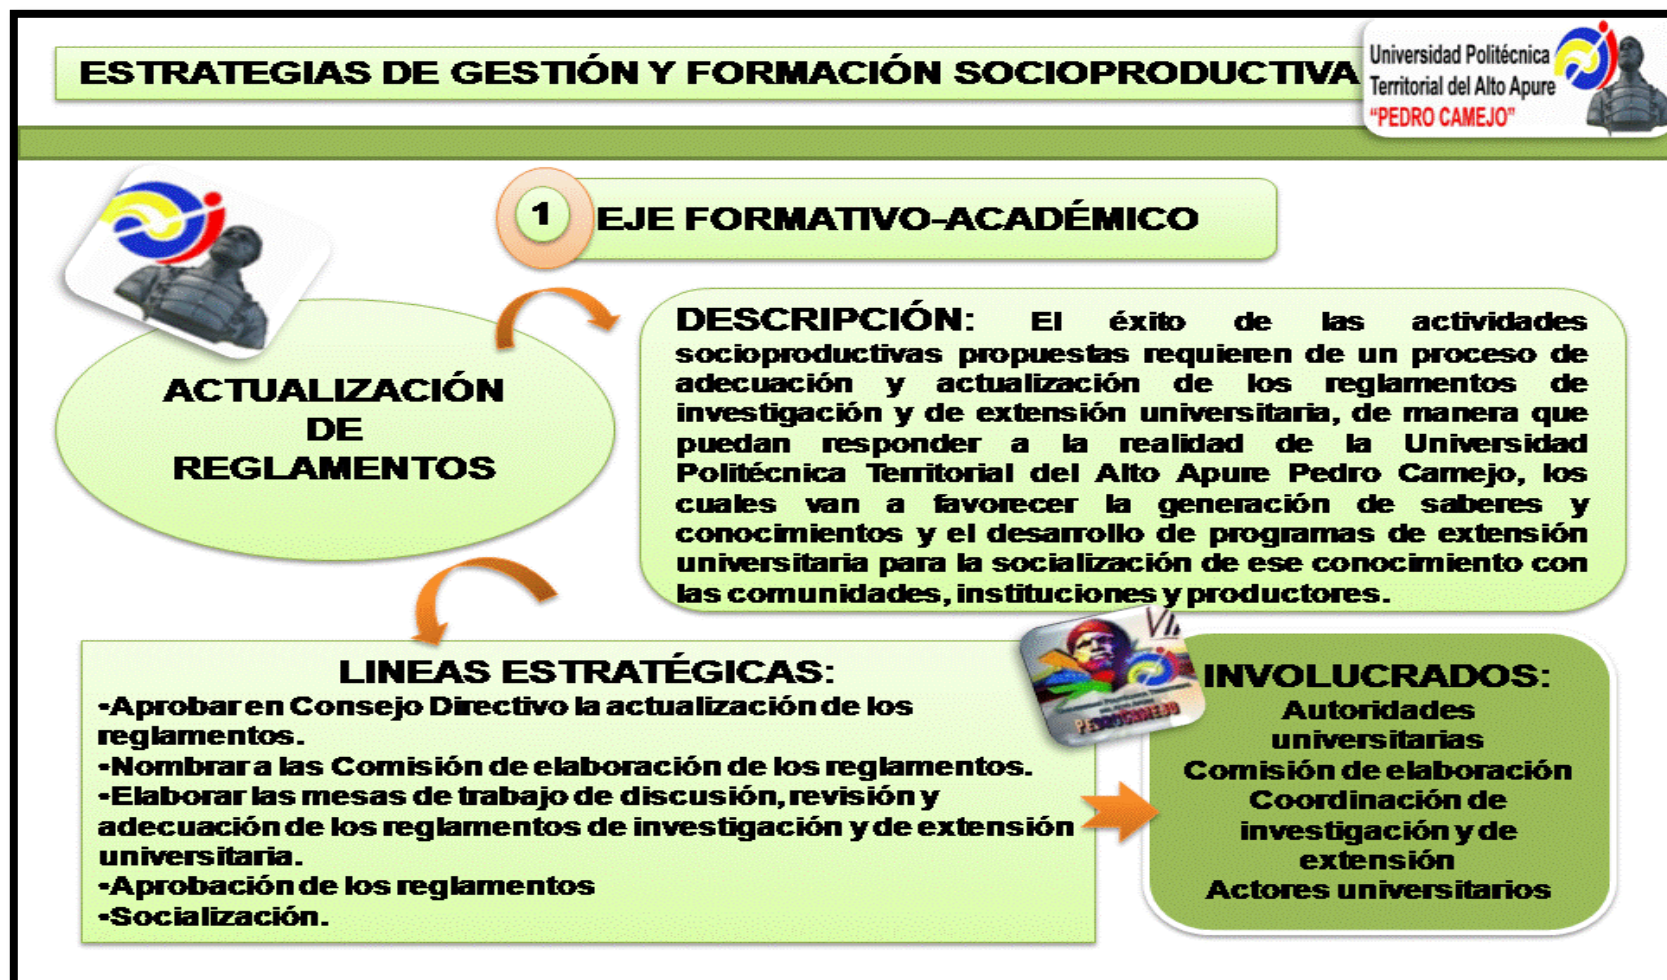 ESTRATEGIAS DE GESTIÓN Y FORMACIÓN SOCIOPRODUCTIVA
Universidad Politécnica
Territorial del Alto Apure
“PEDRO CAMEJO”
1
EJE FORMATIVO-ACADÉMICO
ACTUALIZACIÓN
DE
REGLAMENTOS
DESCRIPCIÓN: El éxito de las actividades
socioproductivas propuestas requieren de un proceso de
adecuación y actualización de los reglamentos de
investigación y de extensión universitaria, de manera que
puedan responder a la realidad de la Universidad
Politécnica Territorial del Alto Apure Pedro Camejo, los
cuales van a favorecer la generación de saberes y
conocimientos y el desarrollo de programas de extensión
universitaria para la socialización de ese conocimiento con
las comunidades, instituciones y productores.
LINEAS ESTRATÉGICAS:
•Aprobar en Consejo Directivo la actualización de los
reglamentos.
•Nombrar a las Comisión de elaboración de los reglamentos.
•Elaborar las mesas de trabajo de discusión, revisión y
adecuación de los reglamentos de investigación y de extensión
universitaria.
•Aprobación de los reglamentos
•Socialización.
PEDRO CAMEJO
INVOLUCRADOS:
Autoridades
universitarias
Comisión de elaboración
Coordinación de
investigación y de
extensión
Actores universitarios